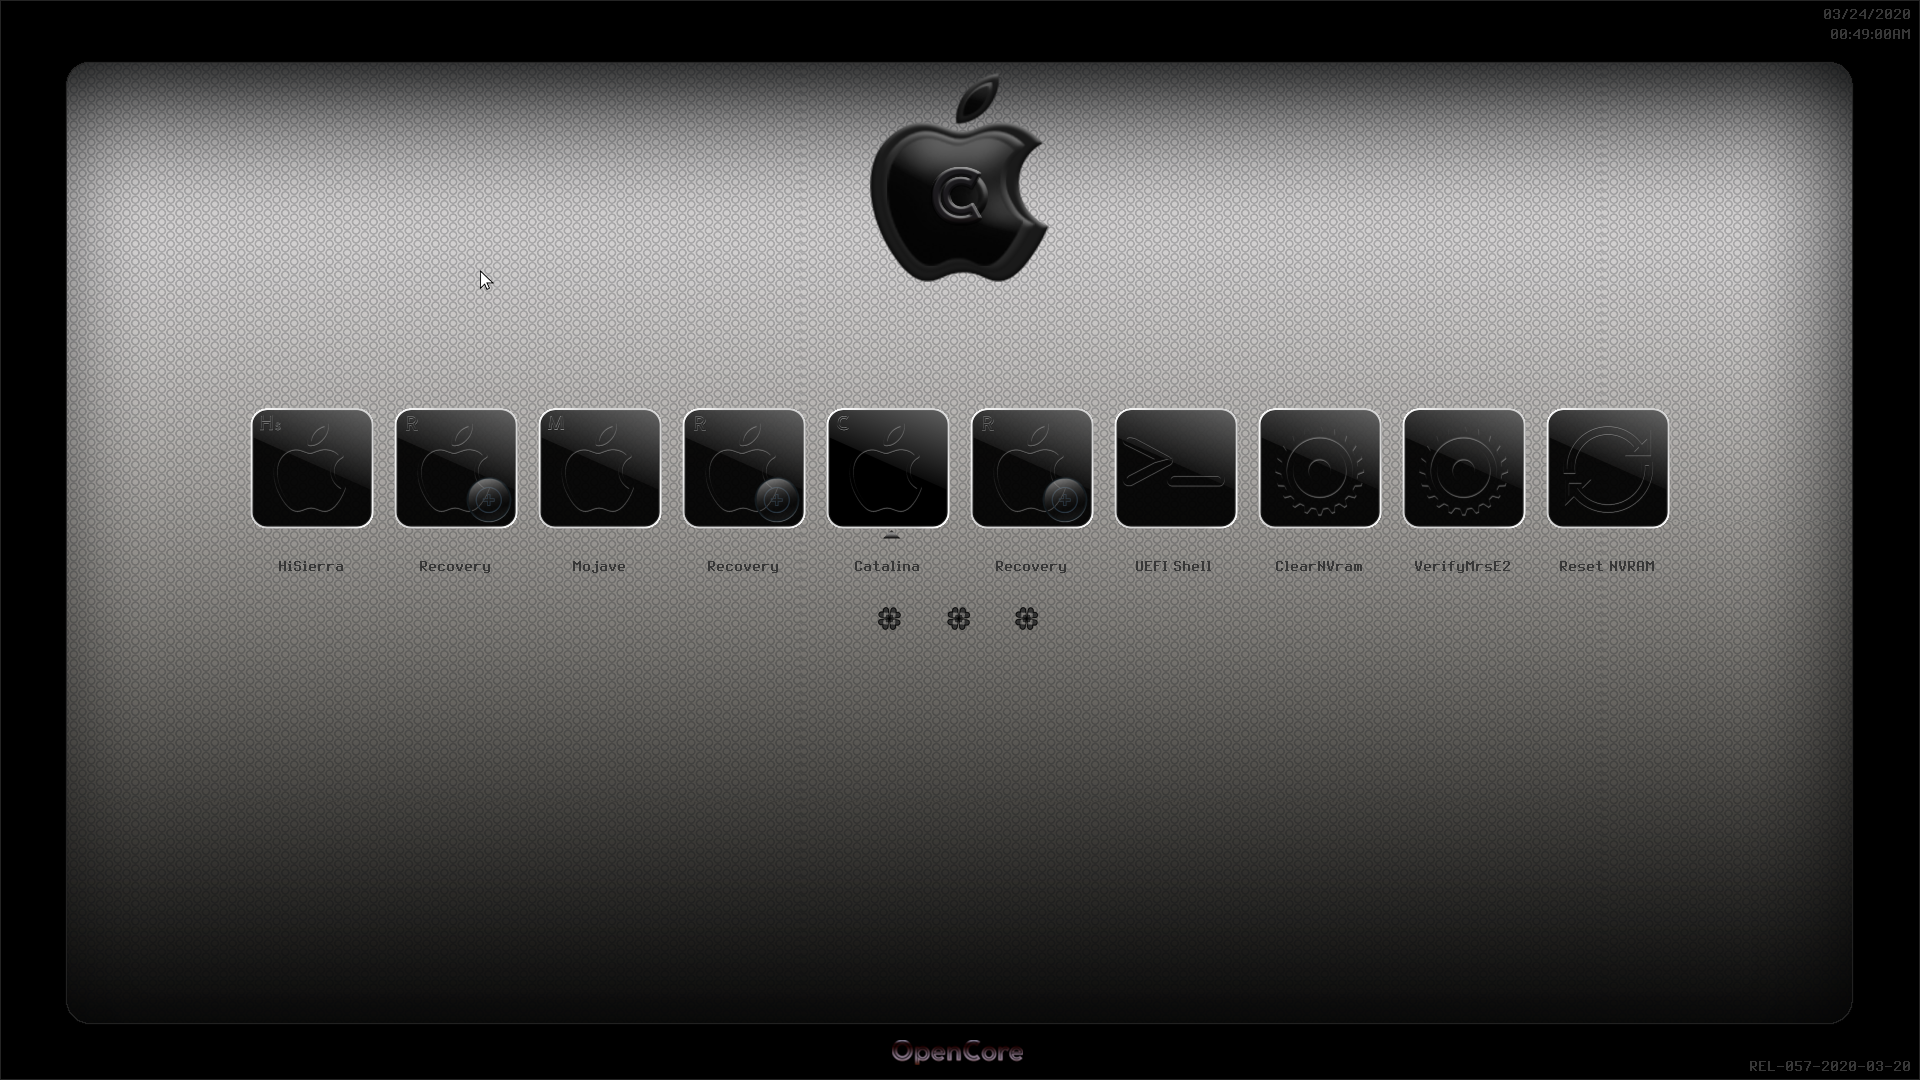 03/24/2020
00:49:00AM
Hs R M R C R
HiSierra Recovery Mojave Recovery Catalina Recovery UEFI Shell ClearNVram VerifyMrsE2 Reset NVRAM
OpenCore
REL-057-2020-03-20